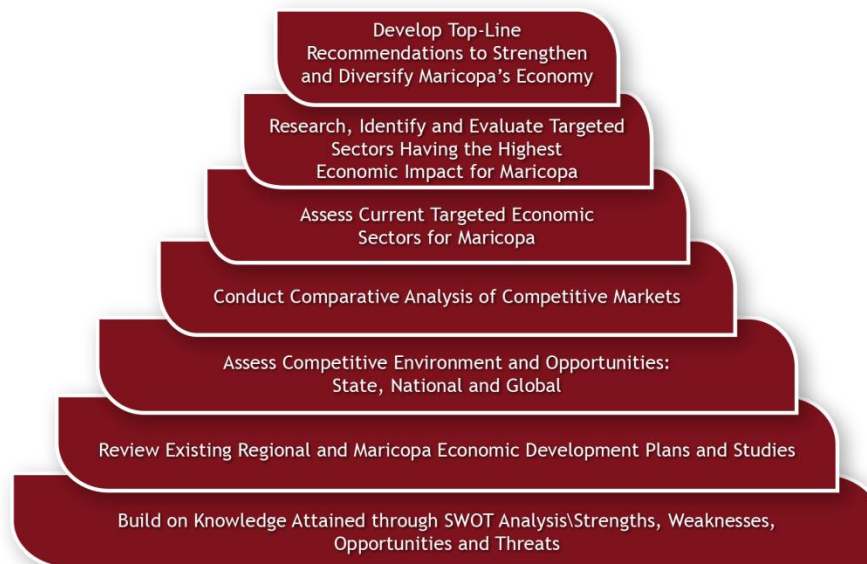 Develop Top-Line
Recommendations to Strengthen
and Diversify Maricopa's Economy
Research, Identify and Evaluate Targeted
Sectors Having the Highest
Economic Impact for Maricopa
Assess Current Targeted Economic
Sectors for Maricopa
Conduct Comparative Analysis of Competitive Markets
Assess Competitive Environment and Opportunities:
State, National and Global
Review Existing Regional and Maricopa Economic Development Plans and Studies
Build on Knowledge Attained through SWOT Analysis\Strengths, Weaknesses,
Opportunities and Threats